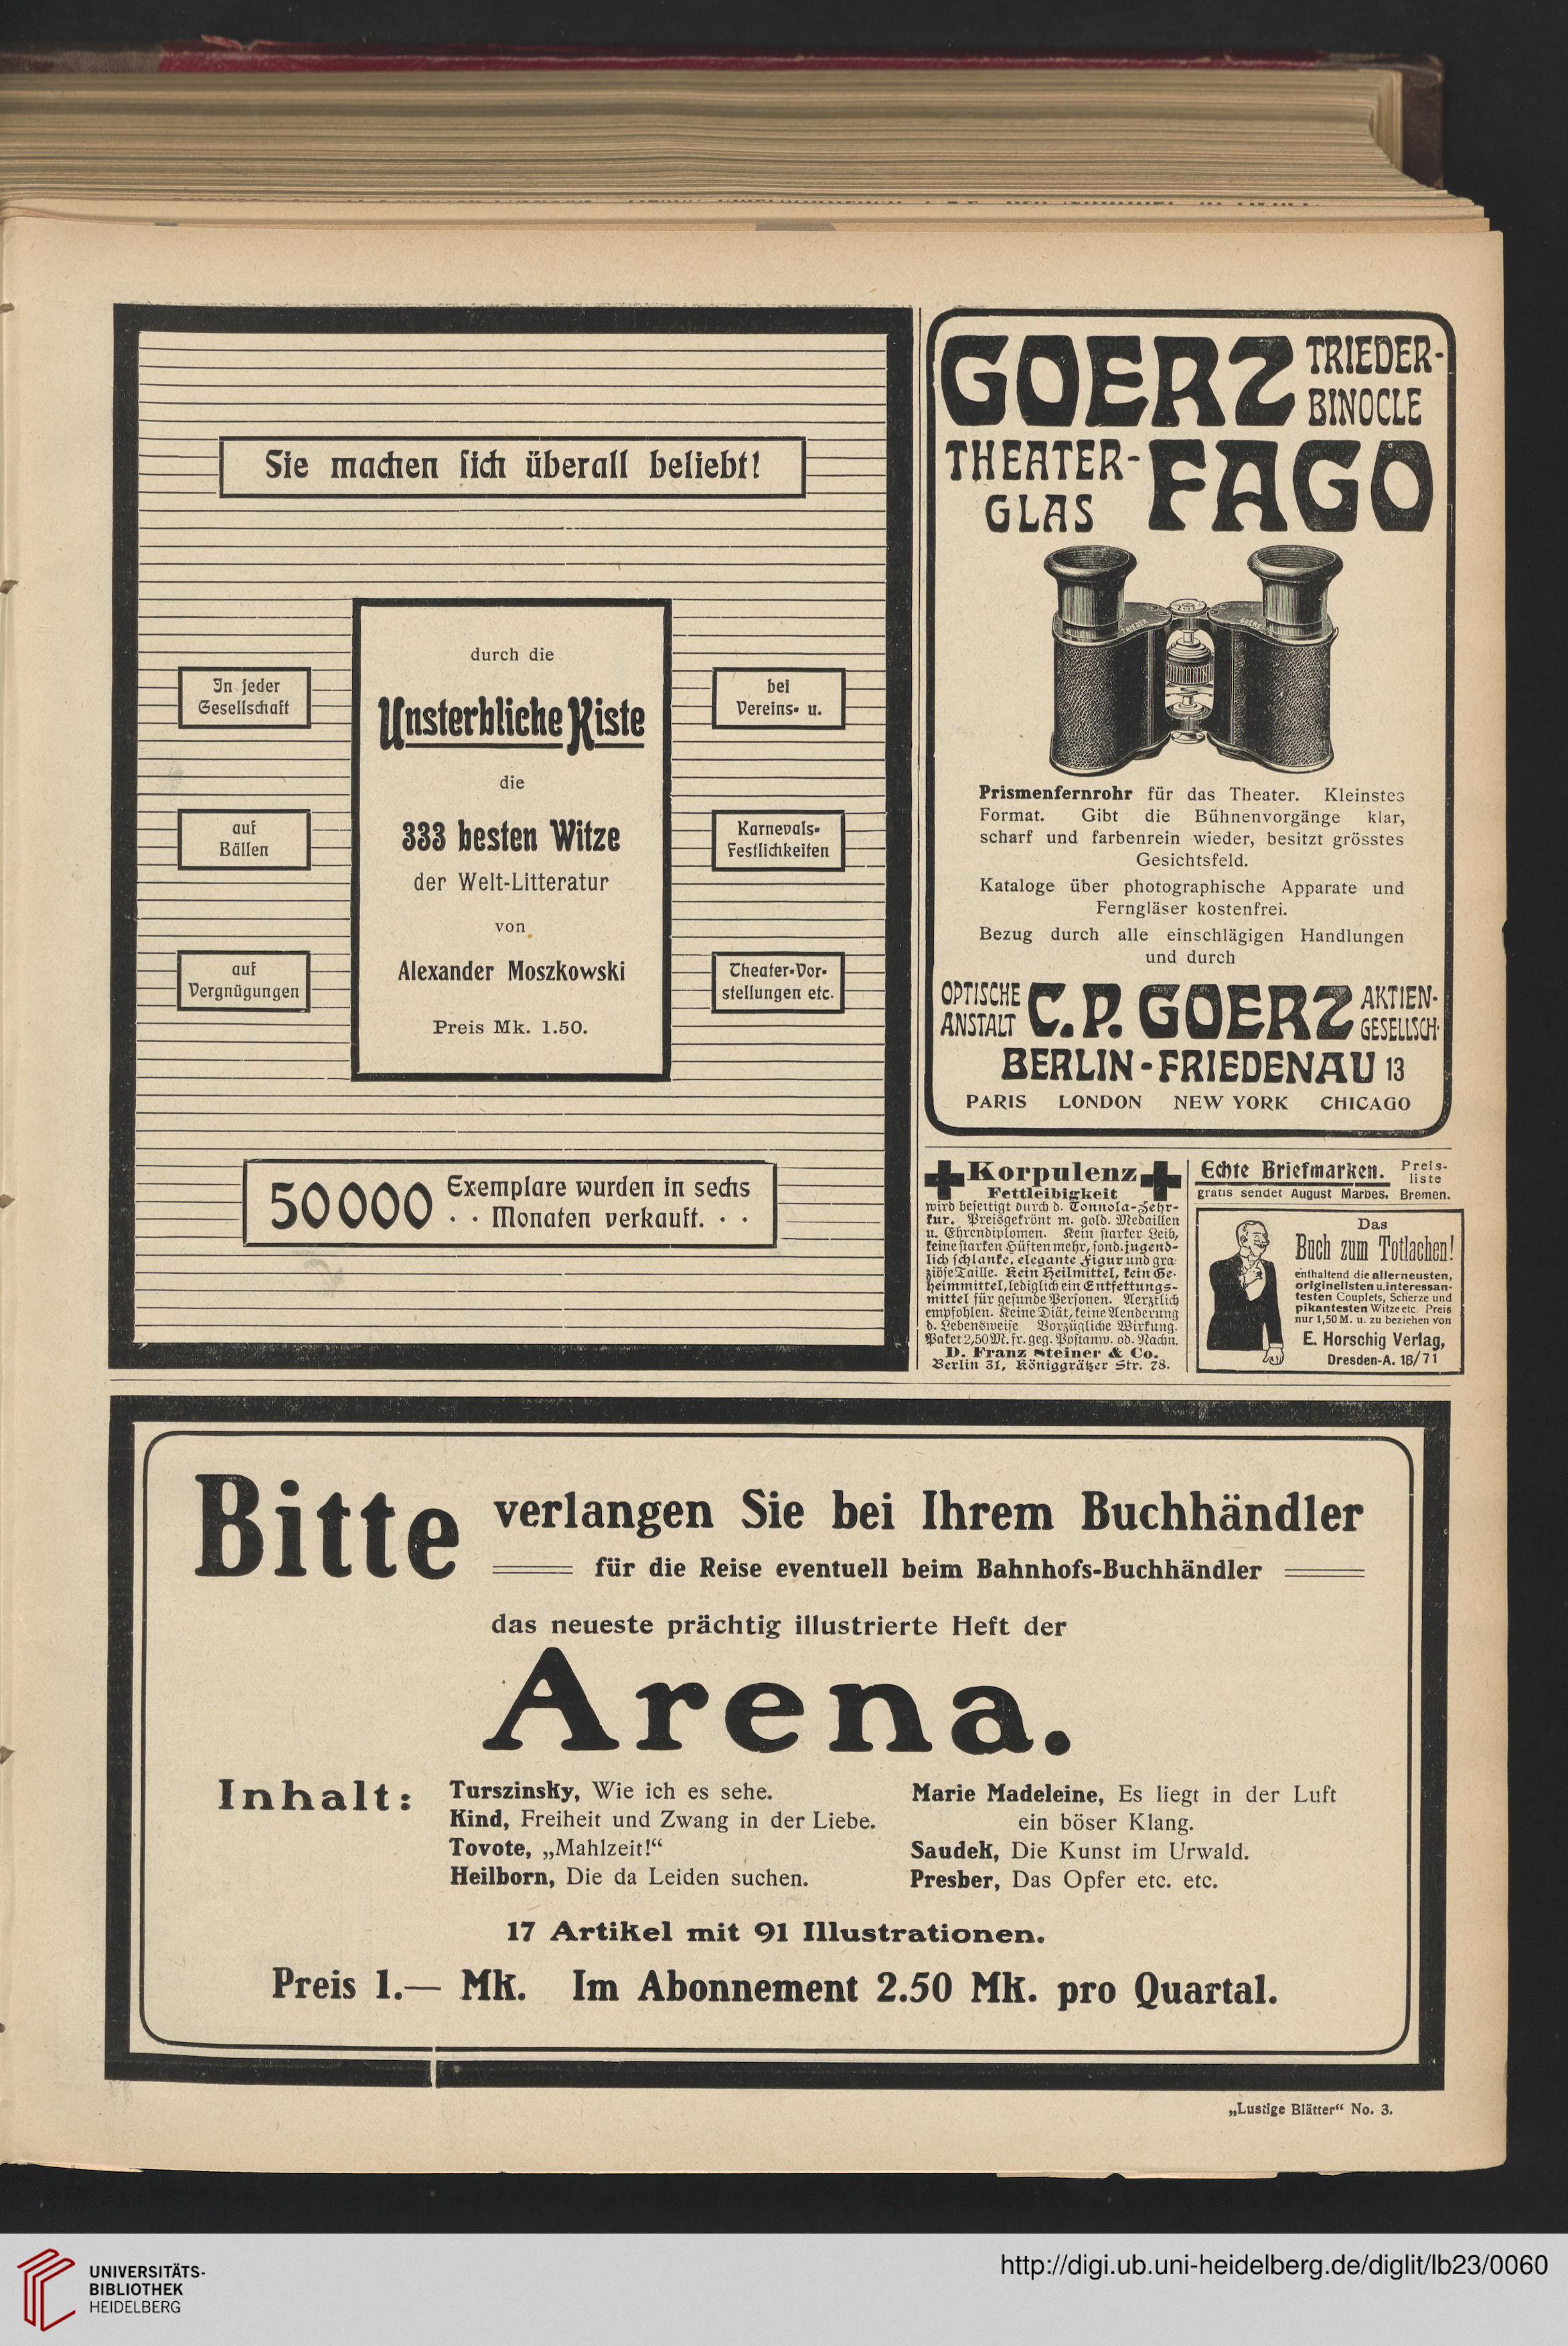 Sie machen sich überall beliebt!
In jeder
Gesellschaft
auf
Bällen
auf
Vergnügungen
durch die
Unsterbliche Kiste
die
333 besten Witze
der Welt-Litteratur
von
Alexander Moszkowski
Preis Mk. 1.50.
bei
Vereins- u.
Karnevals-
Festlichkeiten
Theater-Vor-
stellungen etc.
50000 Exemplare wurden in sechs
· · Monaten verkauft. · ·
GOERZ TRIEDER-
BINOCLE
THEATER-
GLAS FAGO
TRIEDER GOERZ
Prismenfernrohr für das Theater. Kleinstes
Format. Gibt die Bühnenvorgänge klar,
scharf und farbenrein wieder, besitzt grösstes
Gesichtsfeld.
Kataloge über photographische Apparate und
Ferngläser kostenfrei.
Bezug durch alle einschlägigen Handlungen
und durch
OPTISCHE
ANSTALT C. P. GOERZ AKTIEN-
GESELLSCH.
BERLIN-FRIEDENAU 13
PARIS LONDON NEW YORK CHICAGO
Korpulenz
Fettleibigkeit
wird beseitigt durch d. Tonnola-Zehr-
kur. Preisgekrönt m. gold. Medaillen
u. Ehrendiplomen. Kein starker Leib,
keine starken Hüften mehr, sond. jugend-
lich schlanke, elegante Figur und gra-
ziöse Taille. Kein Heilmittel, kein Ge-
heimmittel, lediglich ein Entfettungs-
mittel für gesunde Personen. Aerztlich
empfohlen. Keine Diät, keine Aenderung
d. Lebensweise Vorzügliche Wirkung.
Paket 2,50 M. fr. geg. Postanw. od. Nachn.
D. Franz Steiner & Co.
Berlin 31, Königgrätzer Str. 78.
Echte Briefmarken. Preis-
liste
gratis sendet August Marbes, Bremen.
Das
Buch zum Totlachen!
enthaltend die allerneusten,
originellsten u. interessan-
testen Couplets, Scherze und
pikantesten Witze etc. Preis
nur 1,50 M. u. zu beziehen von
E. Horschig Verlag,
Dresden-A. 16/71
Bitte verlangen Sie bei Ihrem Buchhändler
für die Reise eventuell beim Bahnhofs-Buchhändler
das neueste prächtig illustrierte Heft der
Arena.
Inhalt:
Turszinsky, Wie ich es sehe.
Kind, Freiheit und Zwang in der Liebe.
Tovote, „Mahlzeit!“
Heilborn, Die da Leiden suchen.
Marie Madeleine, Es liegt in der Luft
ein böser Klang.
Saudek, Die Kunst im Urwald.
Presber, Das Opfer etc. etc.
17 Artikel mit 91 Illustrationen.
Preis 1.— Mk. Im Abonnement 2.50 Mk. pro Quartal.
„Lustige Blätter“ No. 3.
UNIVERSITÄTS-
BIBLIOTHEK
HEIDELBERG
http://digi.ub.uni-heidelberg.de/diglit/lb23/0060